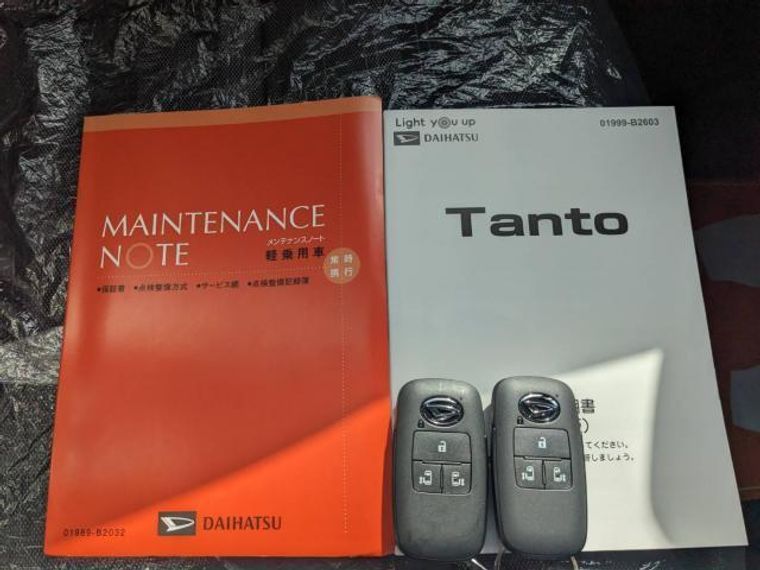 MAINTENANCE
NOTE
メンテナンスノート
軽乗用車
常時
携行
•保証書 •点検整備方式 •サービス網 •点検整備記録簿
01989-B2032
DAIHATSU
Light you up
DAIHATSU
01999-B2603
Tanto
書
てください。
しましょう。